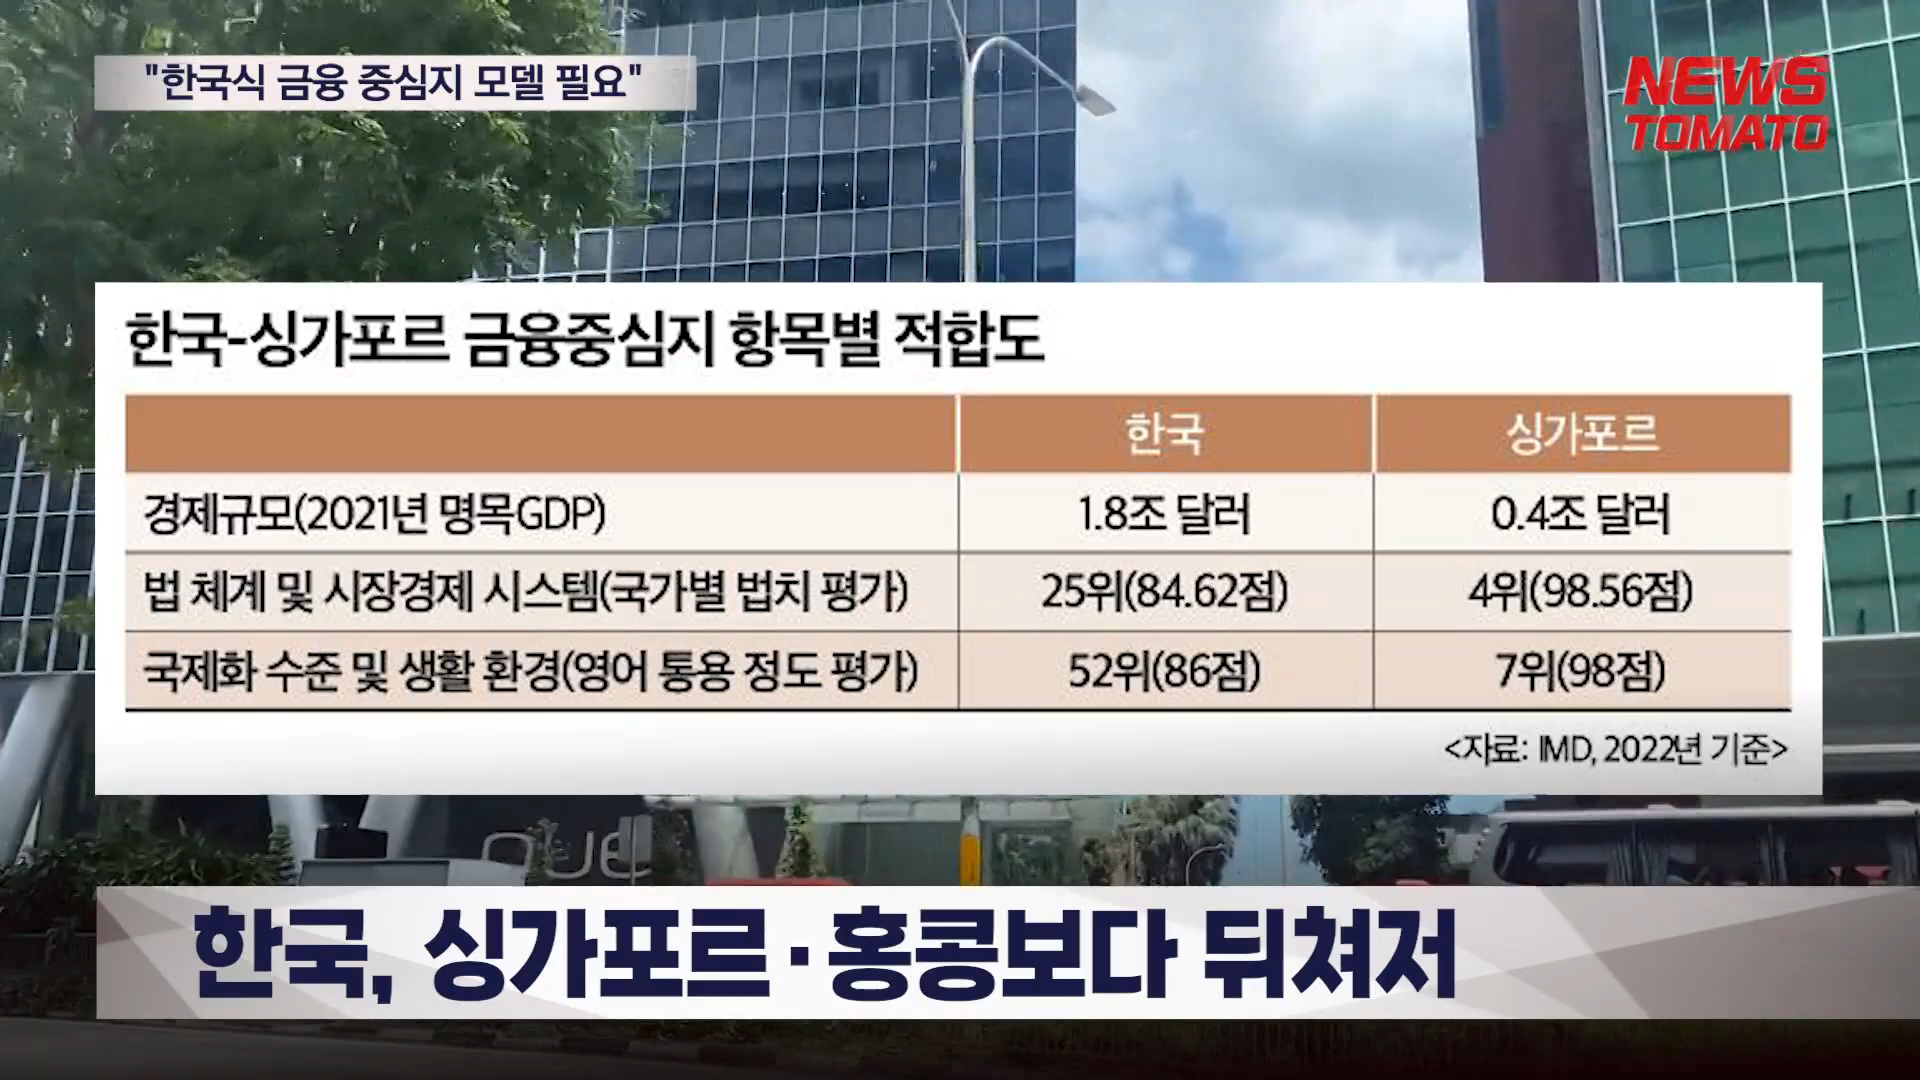 "한국식 금융 중심지 모델 필요"
NEWS
TOMATO
한국-싱가포르 금융중심지 항목별 적합도
한국 싱가포르
경제규모(2021년 명목GDP) 1.8조 달러 0.4조 달러
법 체계 및 시장경제 시스템(국가별 법치 평가) 25위(84.62점) 4위(98.56점)
국제화 수준 및 생활 환경(영어 통용 정도 평가) 52위(86점) 7위(98점)
<자료: IMD, 2022년 기준>
한국, 싱가포르·홍콩보다 뒤쳐저